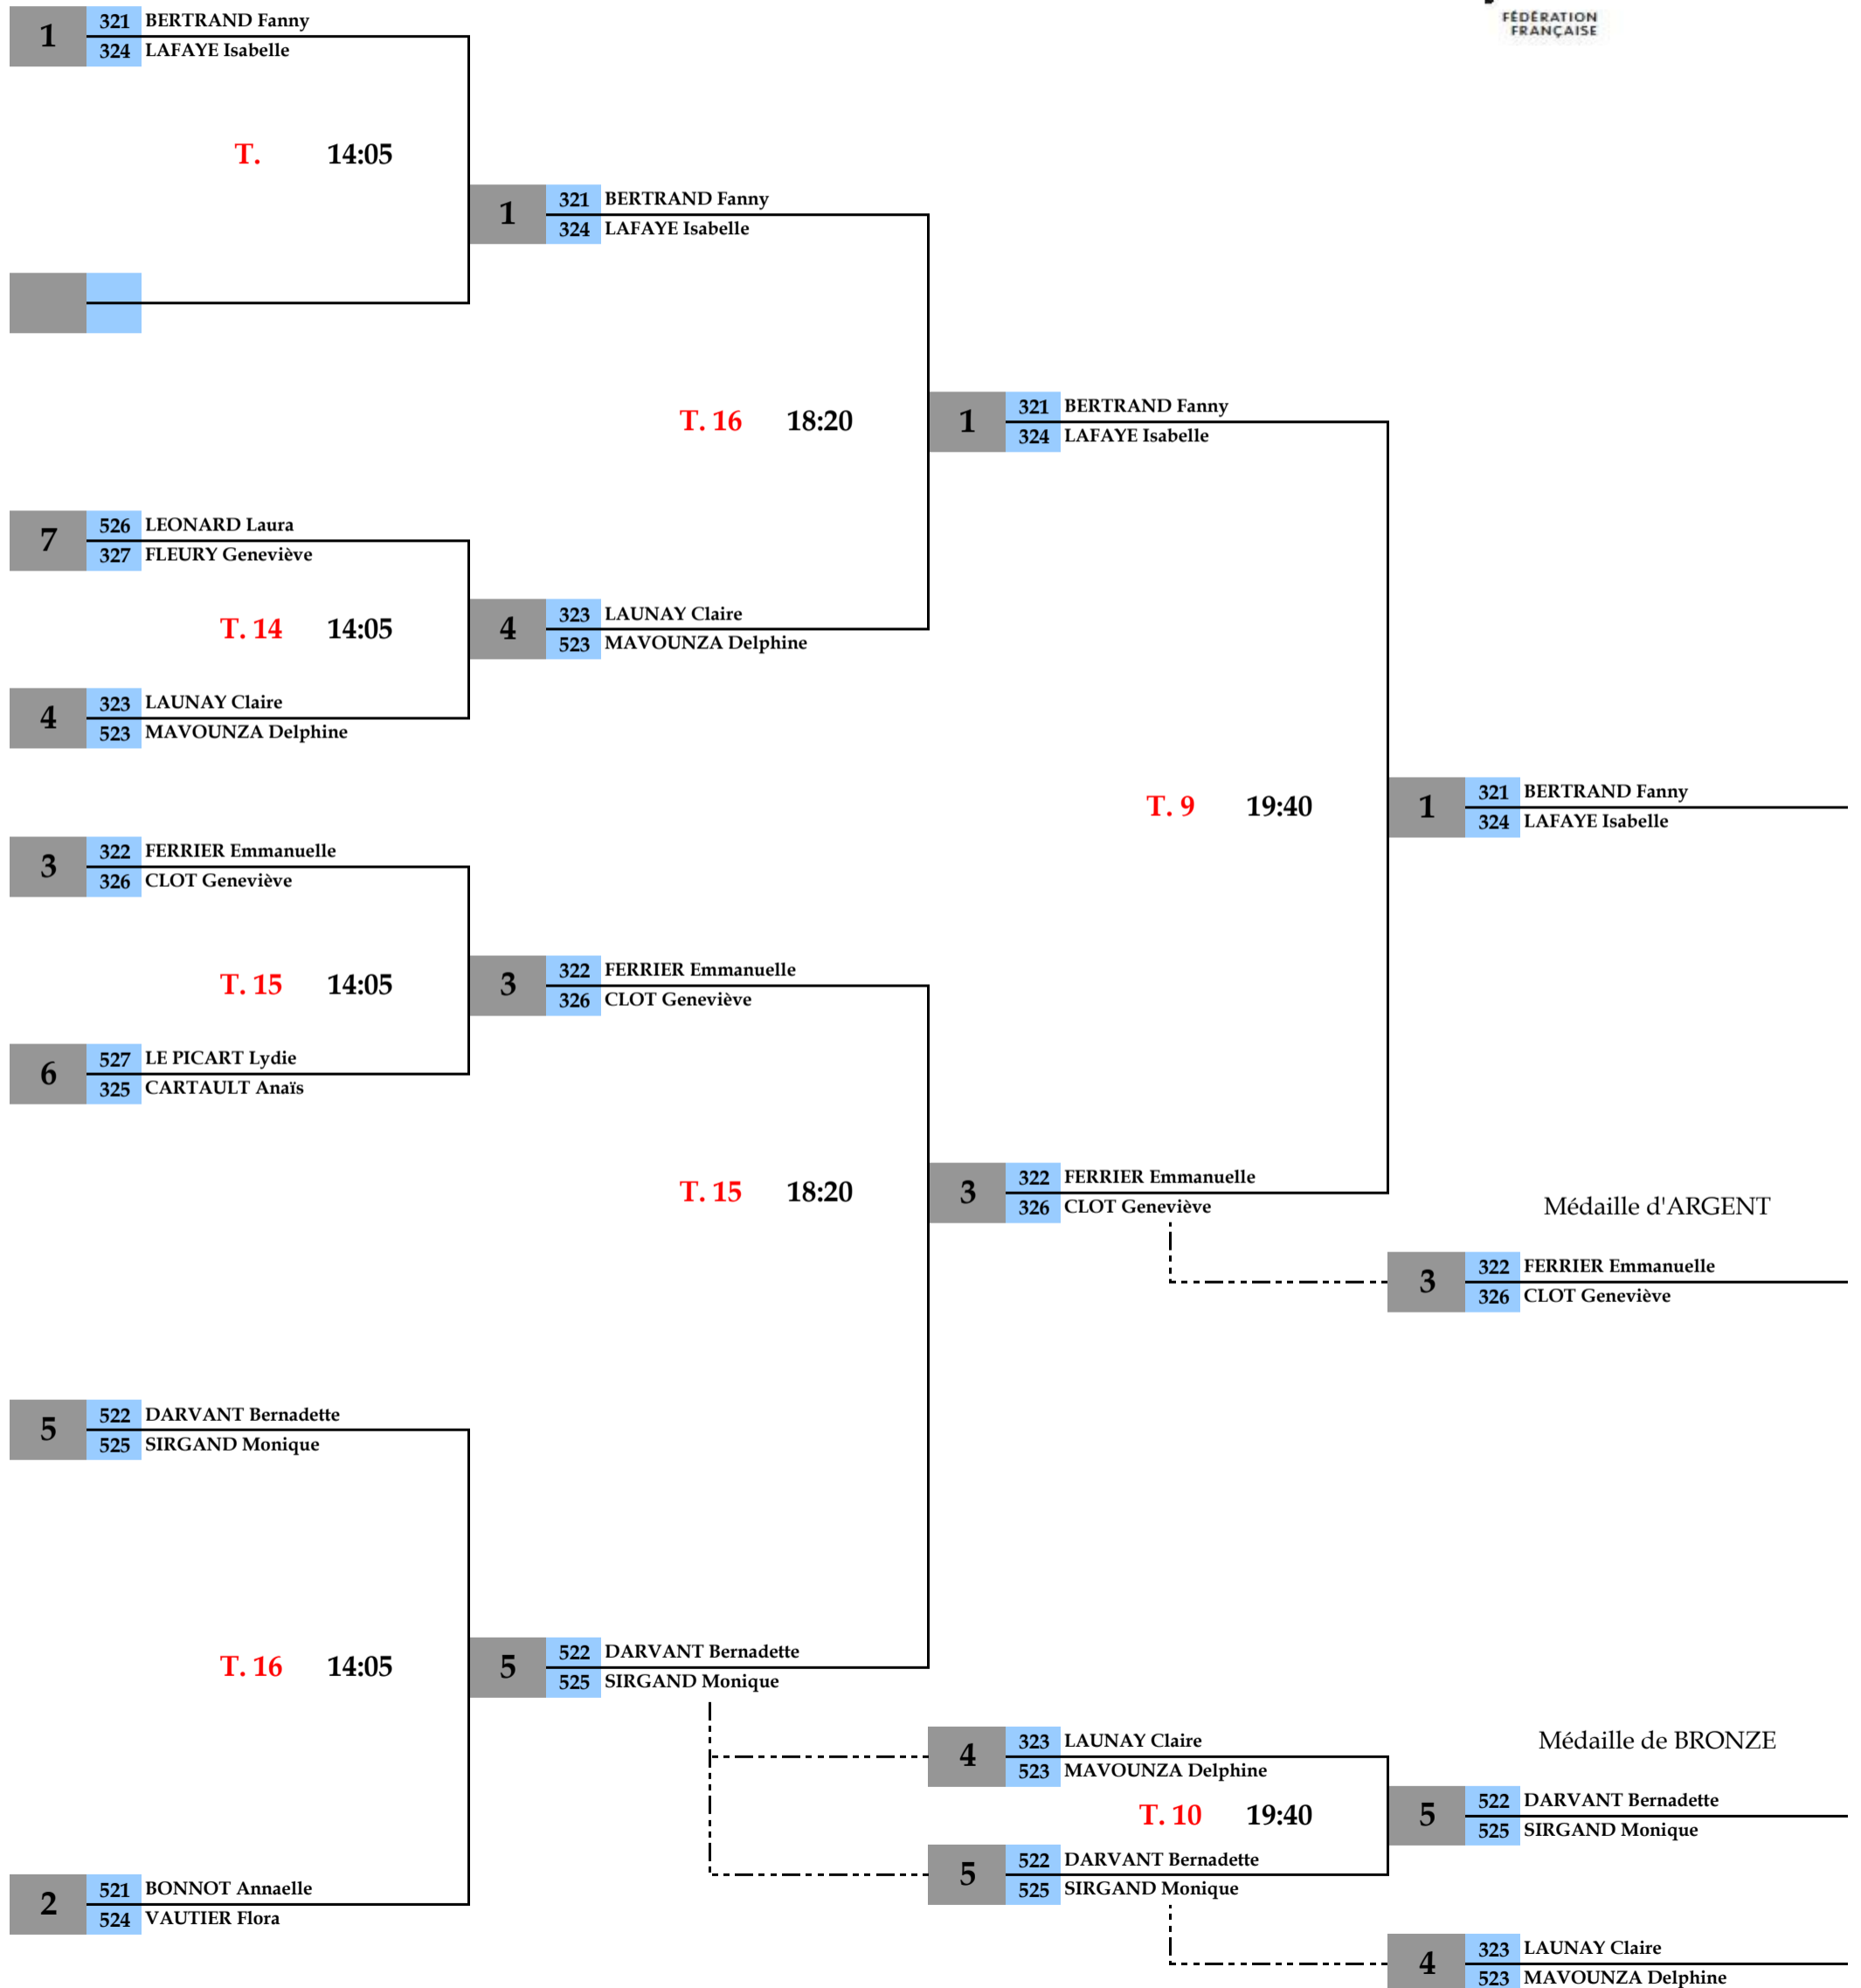 FÉDÉRATION
FRANÇAISE
1 321 BERTRAND Fanny
324 LAFAYE Isabelle
T. 14:05
1 321 BERTRAND Fanny
324 LAFAYE Isabelle
T. 16 18:20
1 321 BERTRAND Fanny
324 LAFAYE Isabelle
7 526 LEONARD Laura
327 FLEURY Geneviève
T. 14 14:05
4 323 LAUNAY Claire
523 MAVOUNZA Delphine
4 323 LAUNAY Claire
523 MAVOUNZA Delphine
T. 9 19:40
1 321 BERTRAND Fanny
324 LAFAYE Isabelle
3 322 FERRIER Emmanuelle
326 CLOT Geneviève
T. 15 14:05
3 322 FERRIER Emmanuelle
326 CLOT Geneviève
6 527 LE PICART Lydie
325 CARTAULT Anaïs
T. 15 18:20
3 322 FERRIER Emmanuelle
326 CLOT Geneviève
Médaille d'ARGENT
3 322 FERRIER Emmanuelle
326 CLOT Geneviève
5 522 DARVANT Bernadette
525 SIRGAND Monique
T. 16 14:05
5 522 DARVANT Bernadette
525 SIRGAND Monique
4 323 LAUNAY Claire
523 MAVOUNZA Delphine
Médaille de BRONZE
T. 10 19:40
5 522 DARVANT Bernadette
525 SIRGAND Monique
5 522 DARVANT Bernadette
525 SIRGAND Monique
2 521 BONNOT Annaelle
524 VAUTIER Flora
4 323 LAUNAY Claire
523 MAVOUNZA Delphine